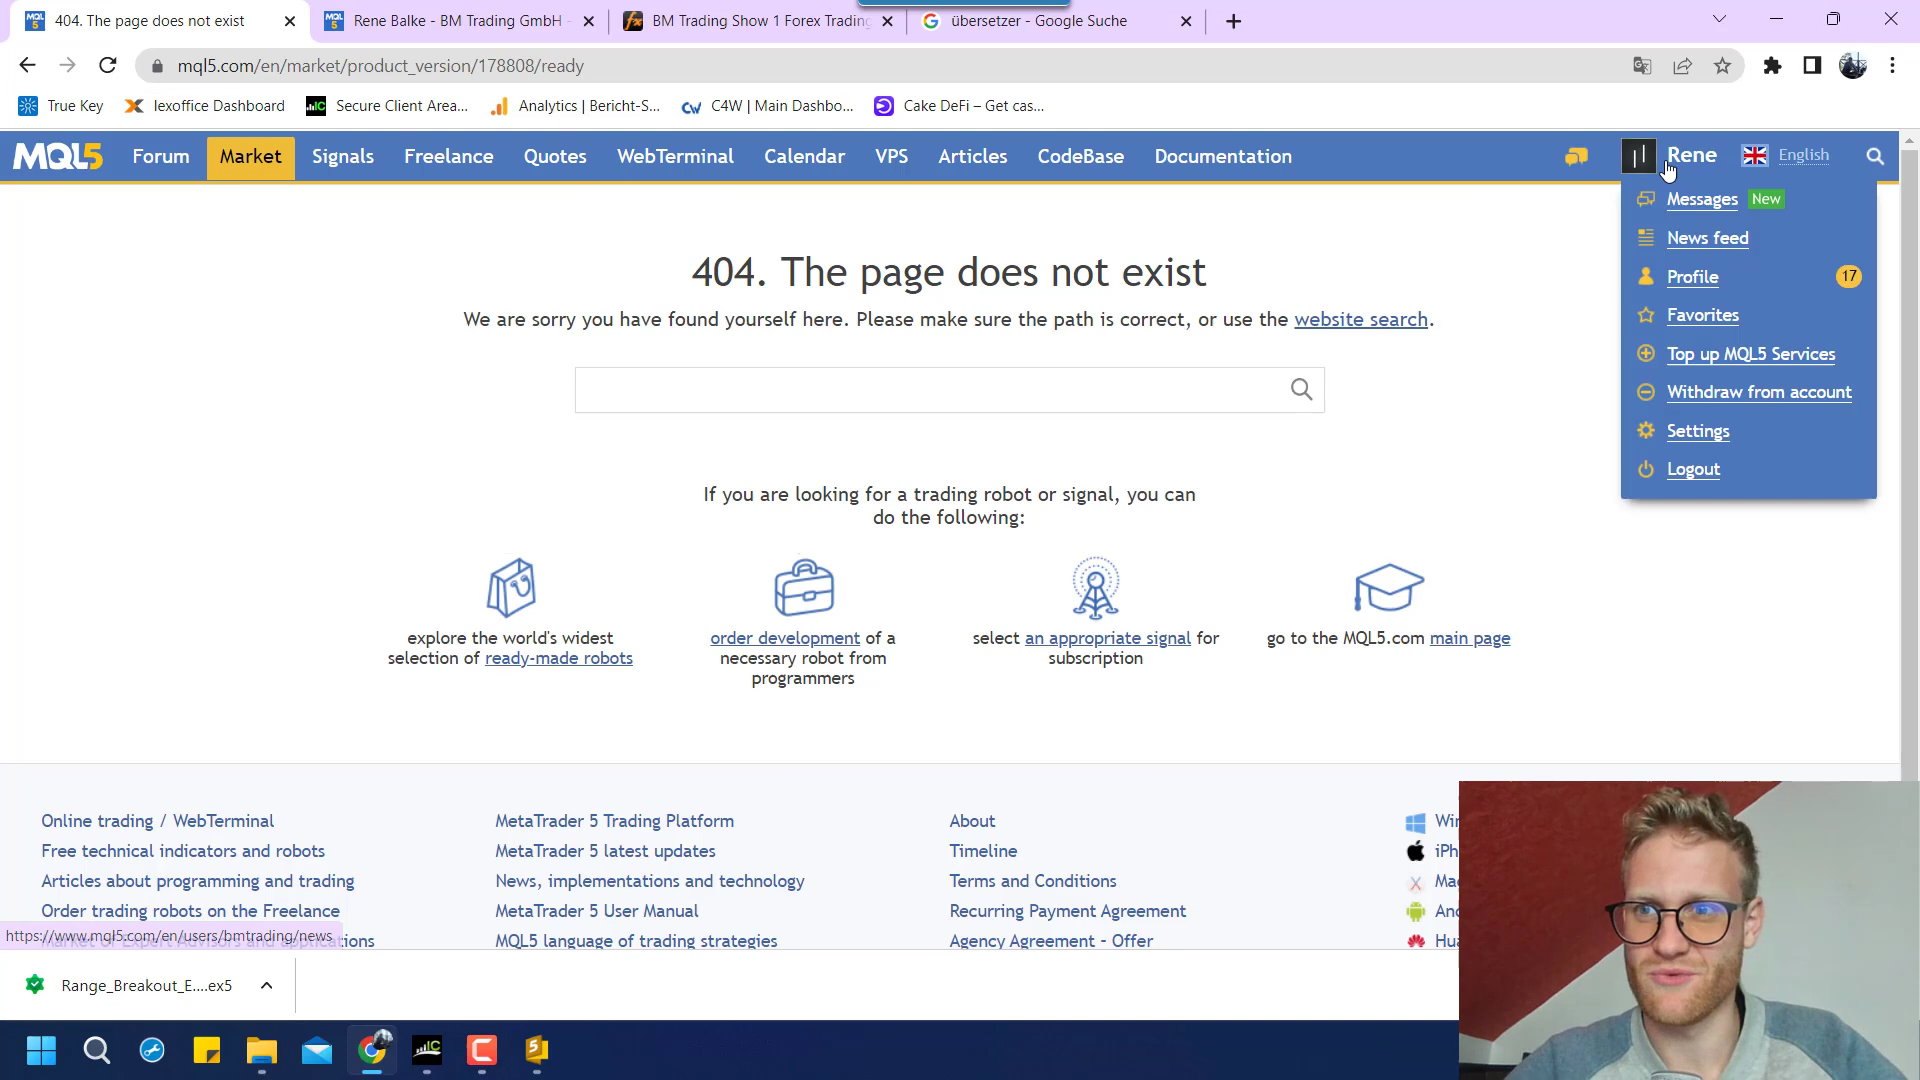 404. The page does not exist
Rene Balke - BM Trading GmbH -
BM Trading Show 1 Forex Trading
übersetzer - Google Suche
mql5.com/en/market/product_version/178808/ready
True Key
lexoffice Dashboard
Secure Client Area...
Analytics | Bericht-S...
C4W | Main Dashbo...
Cake DeFi – Get cas...
MQL5 Forum Market Signals Freelance Quotes WebTerminal Calendar VPS Articles CodeBase Documentation Rene English
Messages New
News feed
Profile 17
Favorites
Top up MQL5 Services
Withdraw from account
Settings
Logout
404. The page does not exist
We are sorry you have found yourself here. Please make sure the path is correct, or use the website search.
If you are looking for a trading robot or signal, you can
do the following:
explore the world's widest
selection of ready-made robots
order development of a
necessary robot from
programmers
select an appropriate signal for
subscription
go to the MQL5.com main page
Online trading / WebTerminal
Free technical indicators and robots
Articles about programming and trading
Order trading robots on the Freelance
Market of Expert Advisors and applications
MetaTrader 5 Trading Platform
MetaTrader 5 latest updates
News, implementations and technology
MetaTrader 5 User Manual
MQL5 language of trading strategies
About
Timeline
Terms and Conditions
Recurring Payment Agreement
Agency Agreement - Offer
https://www.mql5.com/en/users/bmtrading/news
Range_Breakout_E....ex5